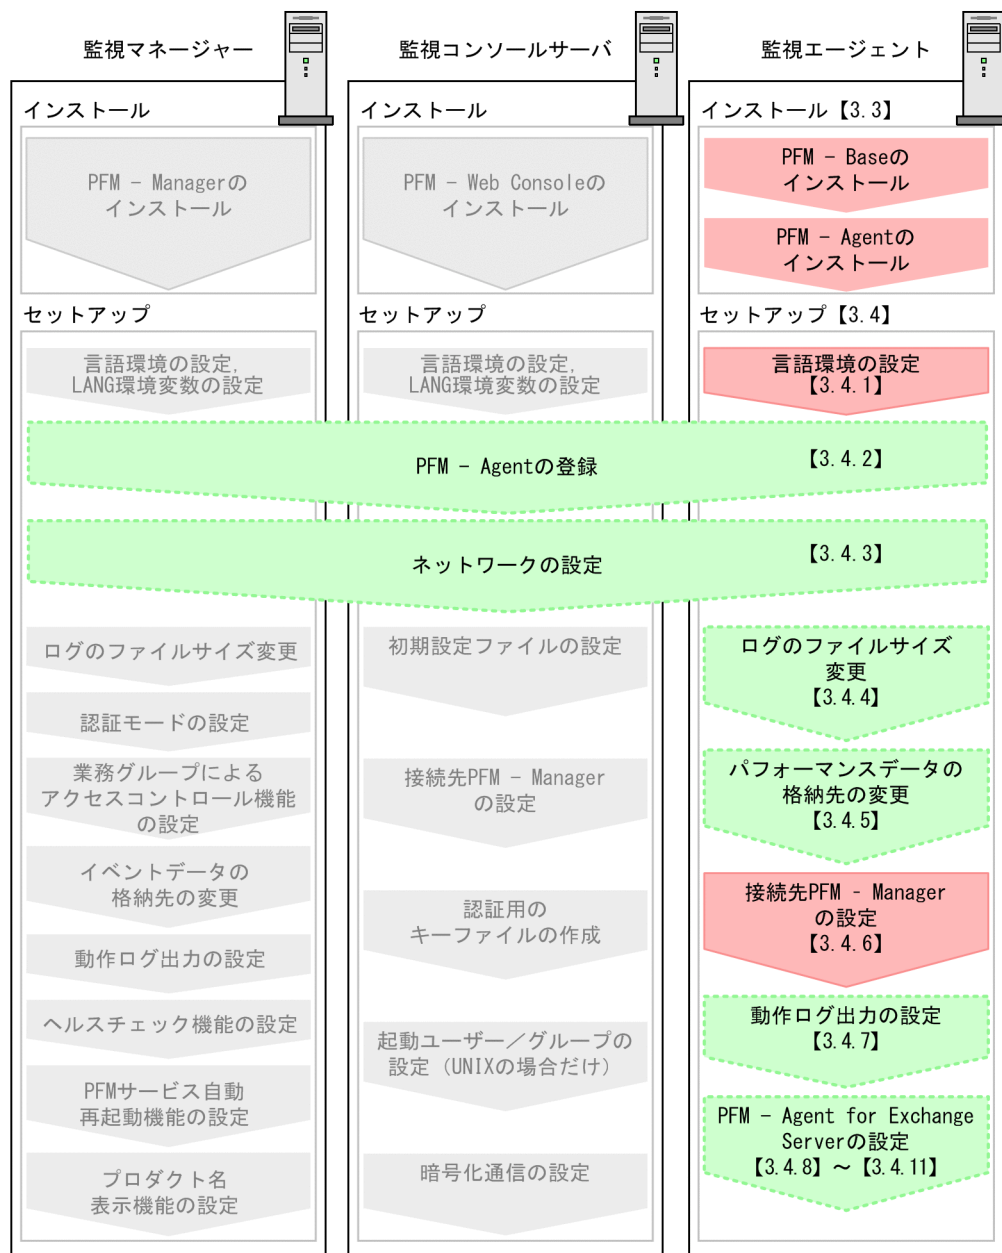 監視マネージャー
監視コンソールサーバ
監視エージェント
インストール
インストール
インストール【3.3】
PFM − Managerの
インストール
PFM − Web Consoleの
インストール
PFM − Baseの
インストール
PFM − Agentの
インストール
セットアップ
セットアップ
セットアップ【3.4】
言語環境の設定,
LANG環境変数の設定
言語環境の設定,
LANG環境変数の設定
言語環境の設定
【3.4.1】
PFM − Agentの登録
【3.4.2】
ネットワークの設定
【3.4.3】
ログのファイルサイズ変更
認証モードの設定
業務グループによる
アクセスコントロール機能
の設定
イベントデータの
格納先の変更
動作ログ出力の設定
ヘルスチェック機能の設定
PFMサービス自動
再起動機能の設定
プロダクト名
表示機能の設定
初期設定ファイルの設定
接続先PFM − Manager
の設定
認証用の
キーファイルの作成
起動ユーザー/グループの
設定(UNIXの場合だけ)
暗号化通信の設定
ログのファイルサイズ
変更
【3.4.4】
パフォーマンスデータの
格納先の変更
【3.4.5】
接続先PFM - Manager
の設定
【3.4.6】
動作ログ出力の設定
【3.4.7】
PFM − Agent for Exchange
Serverの設定
【3.4.8】〜【3.4.11】